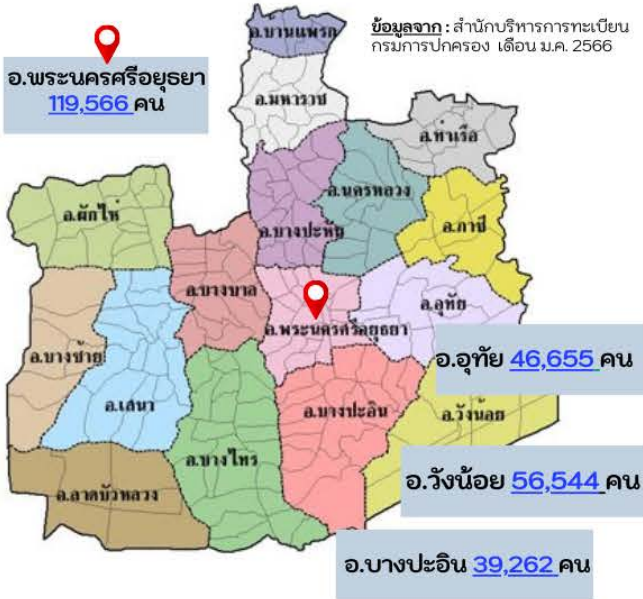 อ.บ้านแพรก
ข้อมูลจาก : สำนักบริหารการทะเบียน
กรมการปกครอง เดือน ม.ค. 2566
อ.พระนครศรีอยุธยา
119,566 คน
อ.มหาราช
อ.ท่าเรือ
อ.นครหลวง
อ.ผักไห่
อ.บางปะหัน
อ.ภาชี
อ.บางบาล
อ.อุทัย
อ.พระนครศรีอยุธยา
อ.บางซ้าย
อ.อุทัย 46,655 คน
อ.เสนา
อ.บางปะอิน
อ.วังน้อย
อ.บางไทร
อ.วังน้อย 56,544 คน
อ.ลาดบัวหลวง
อ.บางปะอิน 39,262 คน